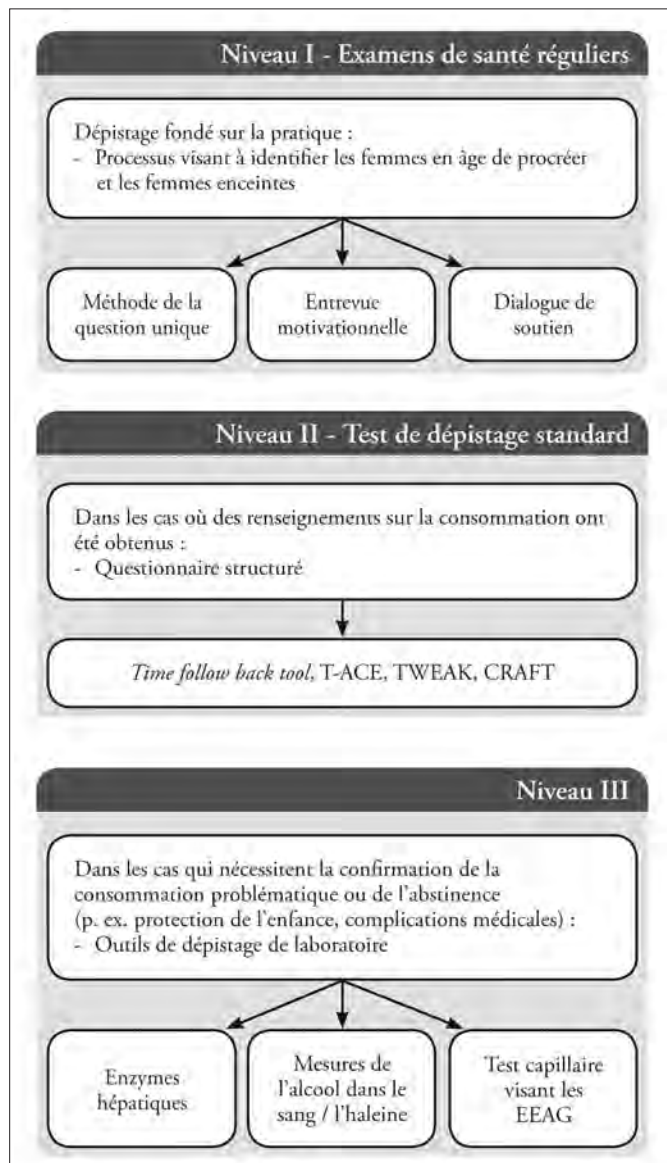 Niveau I - Examens de santé réguliers
Dépistage fondé sur la pratique :
- Processus visant à identifier les femmes en âge de procréer
et les femmes enceintes
Méthode de la
question unique
Entrevue
motivationnelle
Dialogue de
soutien
Niveau II - Test de dépistage standard
Dans les cas où des renseignements sur la consommation ont
été obtenus :
- Questionnaire structuré
Time follow back tool, T-ACE, TWEAK, CRAFT
Niveau III
Dans les cas qui nécessitent la confirmation de la
consommation problématique ou de l'abstinence
(p. ex. protection de l'enfance, complications médicales) :
- Outils de dépistage de laboratoire
Enzymes
hépatiques
Mesures de
l'alcool dans le
sang / l'haleine
Test capillaire
visant les
EEAG